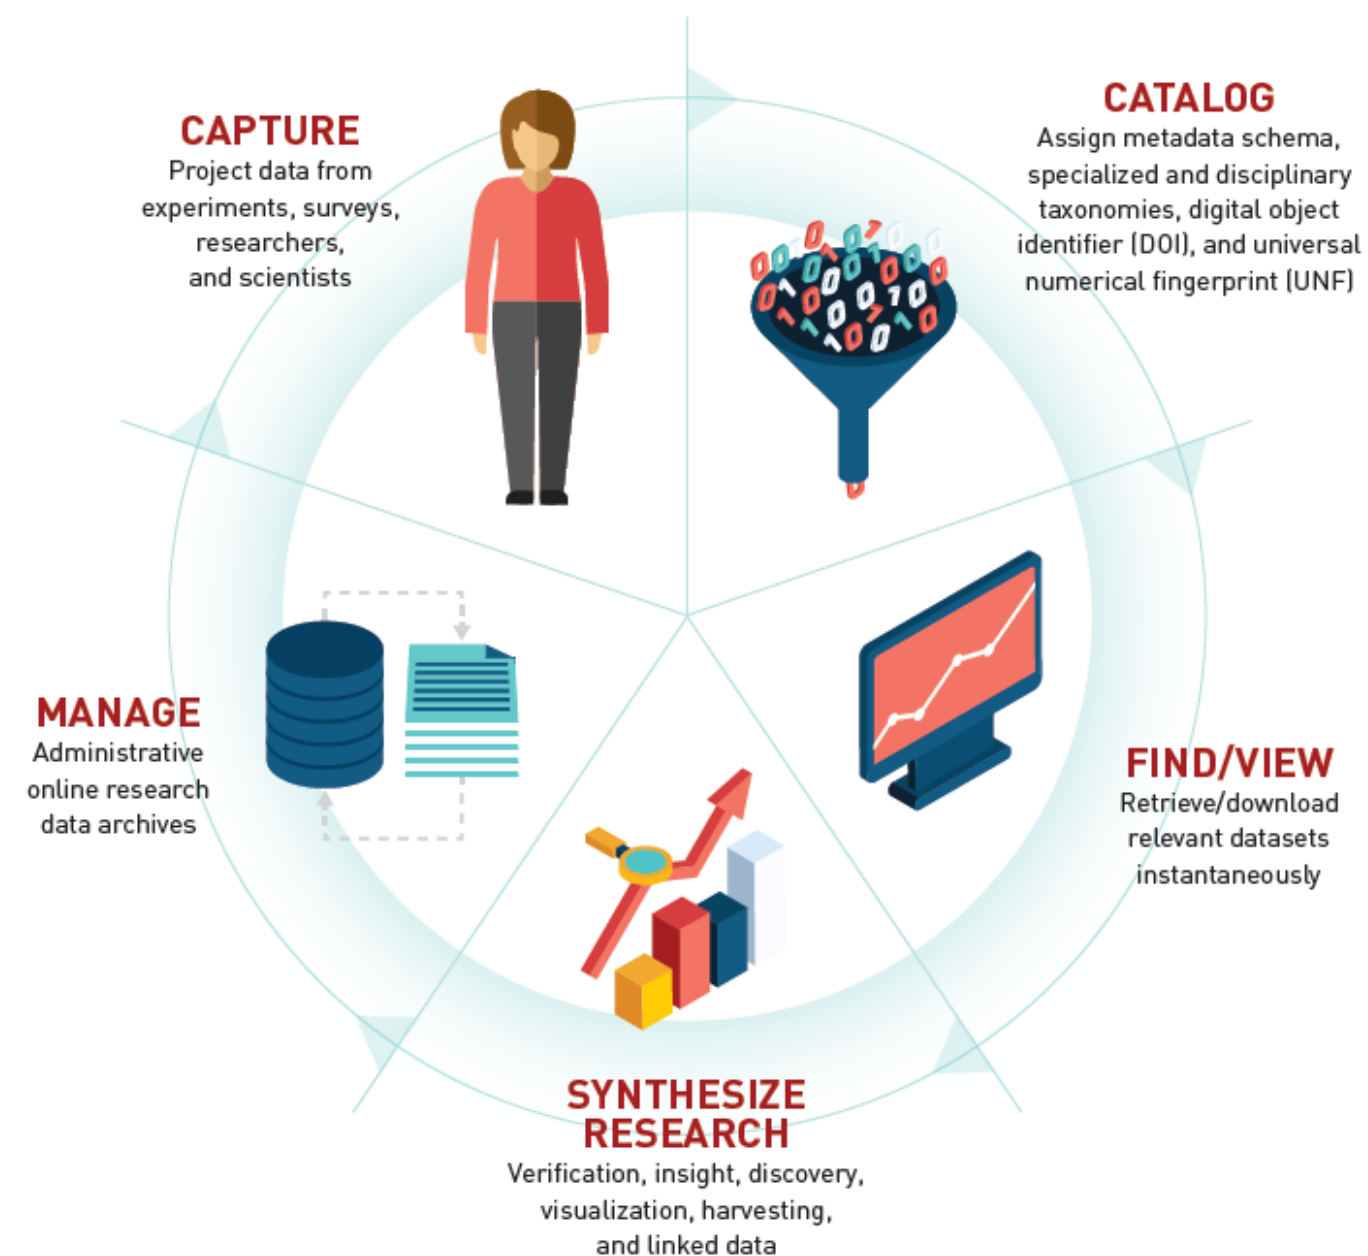 CAPTURE
Project data from
experiments, surveys,
researchers,
and scientists
CATALOG
Assign metadata schema,
specialized and disciplinary
taxonomies, digital object
identifier (DOI), and universal
numerical fingerprint (UNF)
FIND/VIEW
Retrieve/download
relevant datasets
instantaneously
SYNTHESIZE
RESEARCH
Verification, insight, discovery,
visualization, harvesting,
and linked data
MANAGE
Administrative
online research
data archives